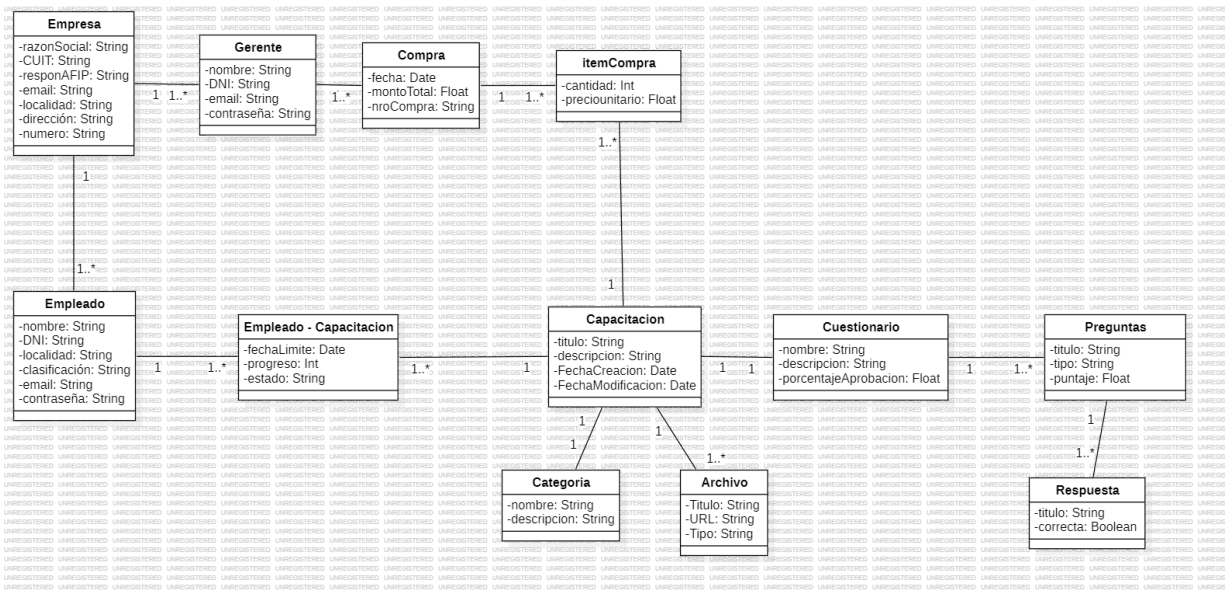 Empresa
-razonSocial: String
-CUIT: String
-responAFIP: String
-email: String
-localidad: String
-dirección: String
-numero: String
1 1..*
Gerente
-nombre: String
-DNI: String
-email: String
-contraseña: String
1..*
Compra
-fecha: Date
-montoTotal: Float
-nroCompra: String
1 1..*
itemCompra
-cantidad: Int
-preciounitario: Float
1..*
1
1
1..*
Empleado
-nombre: String
-DNI: String
-localidad: String
-clasificación: String
-email: String
-contraseña: String
1 1..*
Empleado - Capacitacion
-fechaLimite: Date
-progreso: Int
-estado: String
1..* 1
Capacitacion
-titulo: String
-descripcion: String
-FechaCreacion: Date
-FechaModificacion: Date
1 1
Cuestionario
-nombre: String
-descripcion: String
-porcentajeAprobacion: Float
1 1..*
Preguntas
-titulo: String
-tipo: String
-puntaje: Float
1
1
Categoria
-nombre: String
-descripcion: String
1
1..*
Archivo
-Titulo: String
-URL: String
-Tipo: String
1
1..*
Respuesta
-titulo: String
-correcta: Boolean
UNREGISTERED